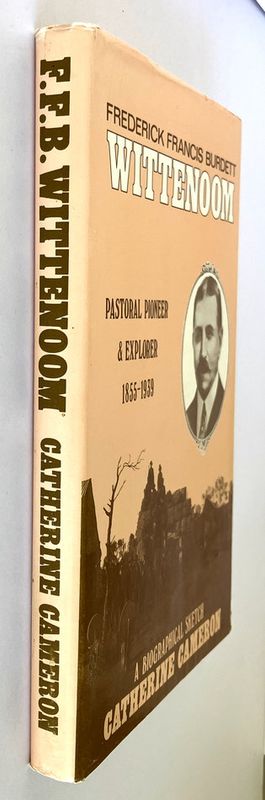 F.F.B. WITTENOOM CATHERINE CAMERON
FREDERICK FRANCIS BURDETT
WITTENOOM
PASTORAL PIONEER
& EXPLORER
1855-1939
A BIOGRAPHICAL SKETCH
CATHERINE CAMERON